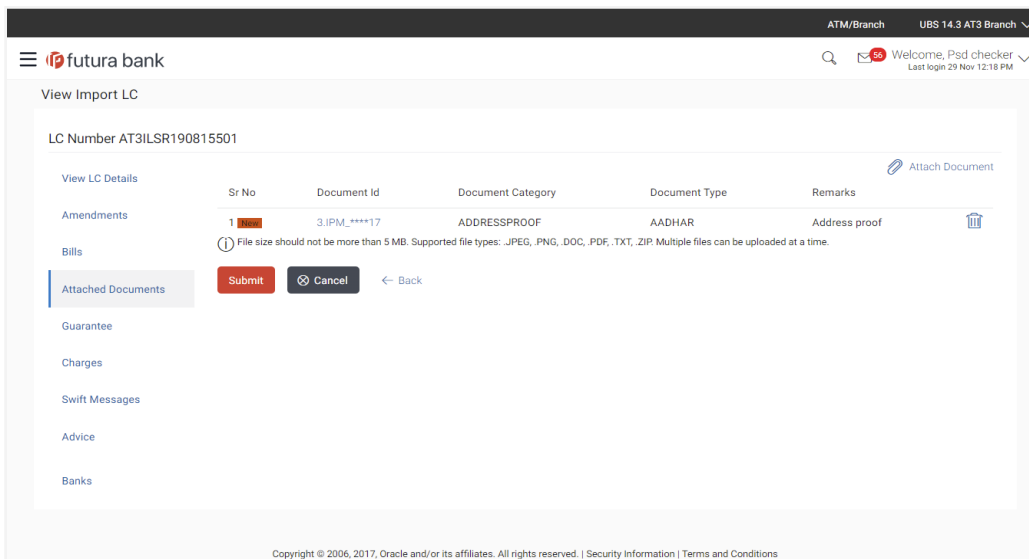 ATM/Branch UBS 14.3 AT3 Branch
futura bank
56 Welcome, Psd checker
Last login 29 Nov 12:18 PM
View Import LC
LC Number AT3ILSR190815501
Attach Document
View LC Details
Amendments
Bills
Attached Documents
Guarantee
Charges
Swift Messages
Advice
Banks
Sr No Document Id Document Category Document Type Remarks
1 New 3.IPM_****17 ADDRESSPROOF AADHAR Address proof
File size should not be more than 5 MB. Supported file types: .JPEG, .PNG, .DOC, .PDF, .TXT, .ZIP. Multiple files can be uploaded at a time.
Submit Cancel Back
Copyright © 2006, 2017, Oracle and/or its affiliates. All rights reserved. | Security Information | Terms and Conditions